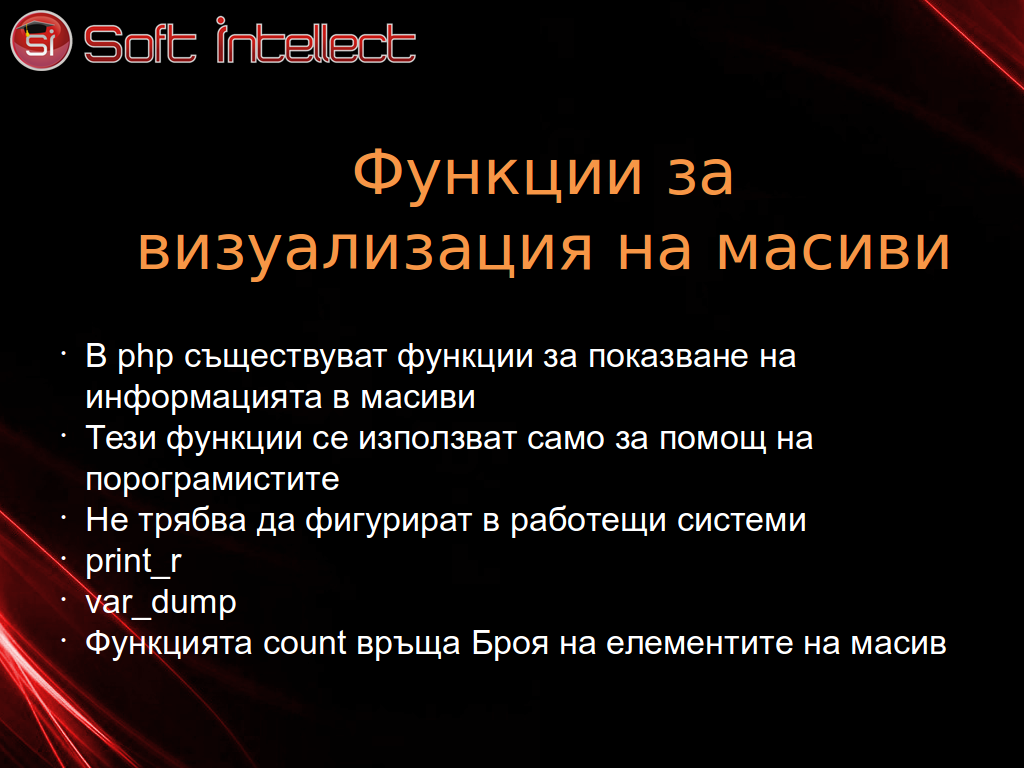 Si Soft intellect
Функции за
визуализация на масиви
· В php съществуват функции за показване на
информацията в масиви
· Тези функции се използват само за помощ на
порограмистите
· Не трябва да фигурират в работещи системи
· print_r
· var_dump
· Функцията count връща Броя на елементите на масив